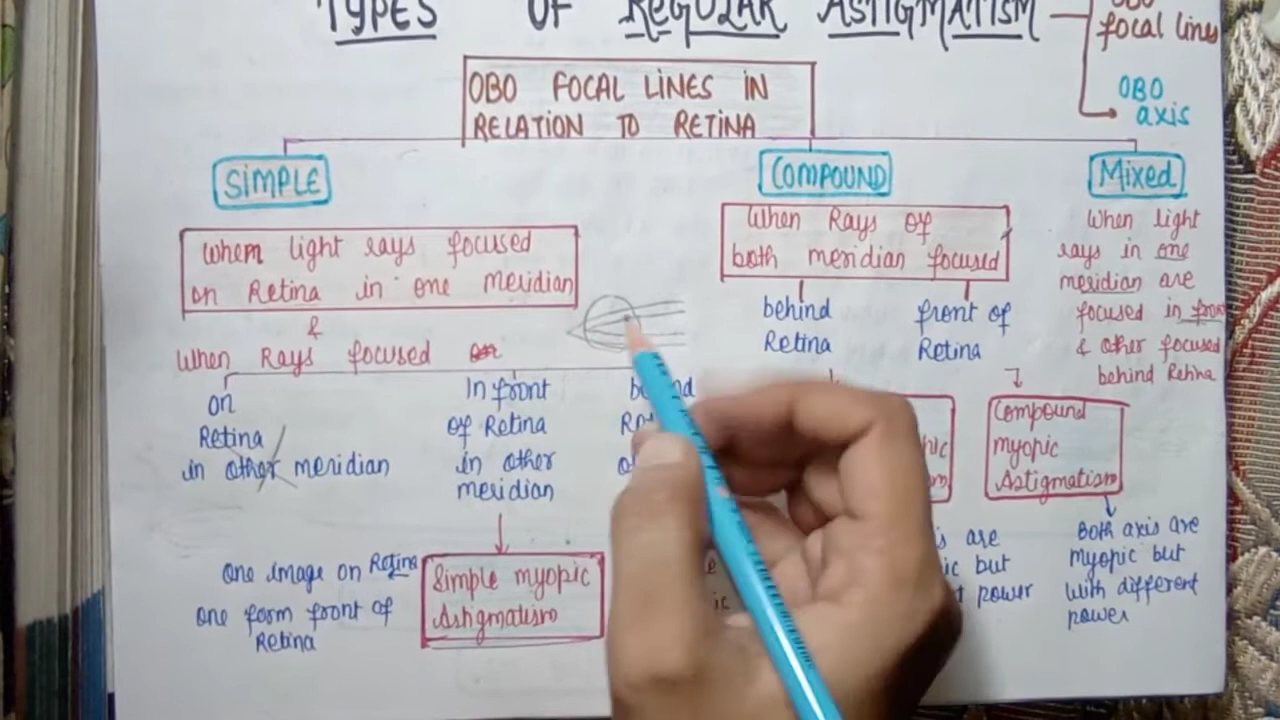 TYPES OF REGULAR ASTIGMATISM
OBO
focal lines
OBO
axis
OBO FOCAL LINES IN
RELATION TO RETINA
SIMPLE
When light rays focused
on Retina in one meridian
&
When Rays focused
on
Retina
in other meridian
In front
of Retina
in other
meridian
One image on Retina
one form front of
Retina
Simple myopic
Astigmatism
COMPOUND
When Rays of
both meridian focused
behind
Retina
front of
Retina
Compound
myopic
Astigmatism
are
but
power
Both axis are
myopic but
with different
power
Mixed
When light
rays in one
meridian are
focused in front
& other focused
behind Retina